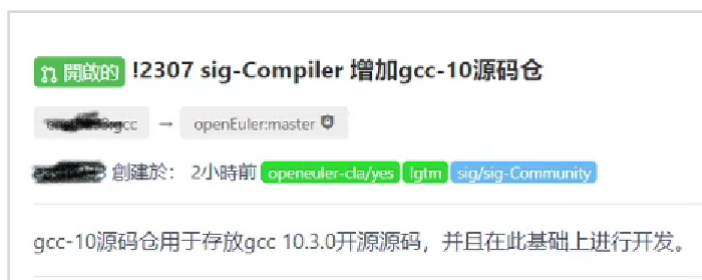 開啟的 !2307 sig-Compiler 增加gcc-10源码仓
:gcc → openEuler:master
創建於： 2小時前 openeuler-cla/yes lgtm sig/sig-Community
gcc-10源码仓用于存放gcc 10.3.0开源源码，并且在此基础上进行开发。